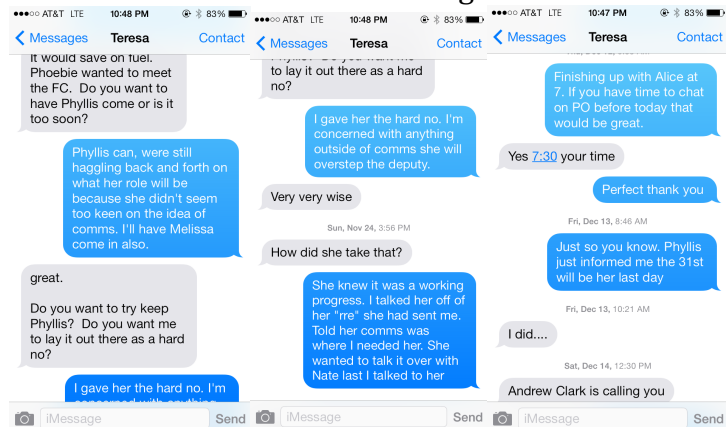 AT&T LTE 10:48 PM 83%
Messages Teresa Contact
It would save on fuel.
Phoebie wanted to meet
the FC. Do you want to
have Phyllis come or is it
too soon?
Phyllis can, were still
haggling back and forth on
what her role will be
because she didn't seem
too keen on the idea of
comms. I'll have Melissa
come in also.
great.
Do you want to try keep
Phyllis? Do you want me
to lay it out there as a hard
no?
I gave her the hard no. I'm
concerned with anything
iMessage Send
AT&T LTE 10:48 PM 83%
Messages Teresa Contact
Phyllis? Do you want me
to lay it out there as a hard
no?
I gave her the hard no. I'm
concerned with anything
outside of comms she will
overstep the deputy.
Very very wise
Sun, Nov 24, 3:56 PM
How did she take that?
She knew it was a working
progress. I talked her off of
her "rre" she had sent me.
Told her comms was
where I needed her. She
wanted to talk it over with
Nate last I talked to her
iMessage Send
AT&T LTE 10:47 PM 83%
Messages Teresa Contact
Finishing up with Alice at
7. If you have time to chat
on PO before today that
would be great.
Yes 7:30 your time
Perfect thank you
Fri, Dec 13, 8:46 AM
Just so you know. Phyllis
just informed me the 31st
will be her last day
Fri, Dec 13, 10:21 AM
I did....
Sat, Dec 14, 12:30 PM
Andrew Clark is calling you
iMessage Send